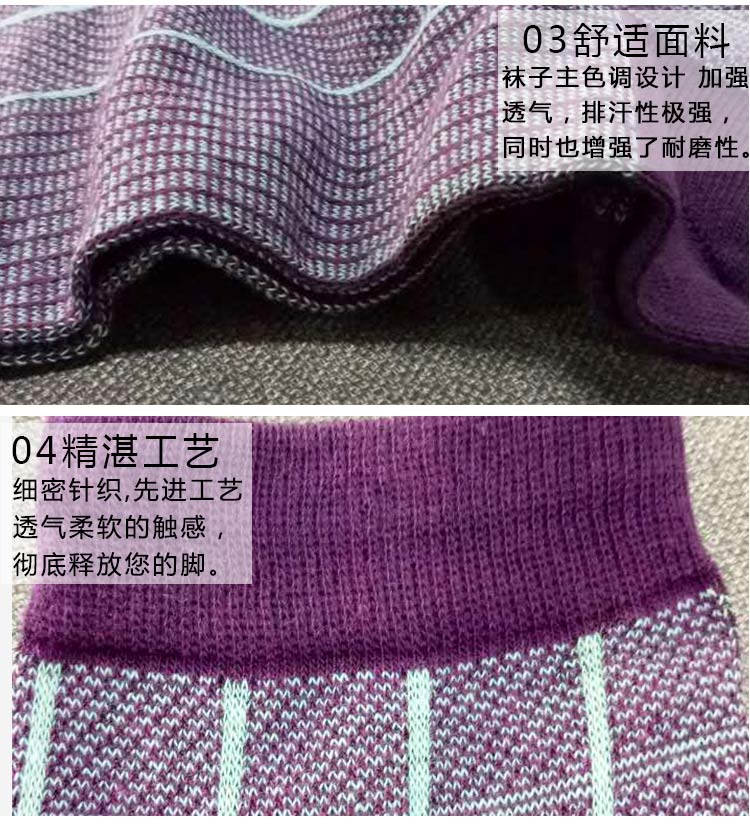 03舒适面料
袜子主色调设计 加强
透气，排汗性极强，
同时也增强了耐磨性。
04精湛工艺
细密针织,先进工艺
透气柔软的触感，
彻底释放您的脚。